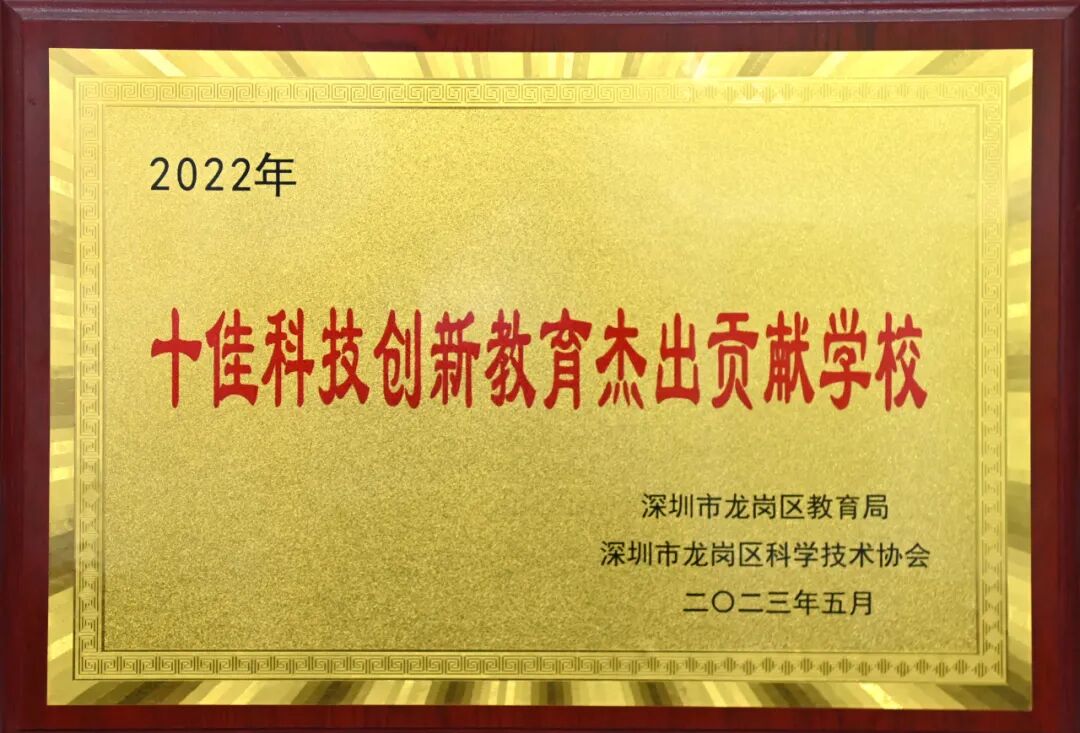 2022年
十佳科技创新教育杰出贡献学校
深圳市龙岗区教育局
深圳市龙岗区科学技术协会
二〇二三年五月